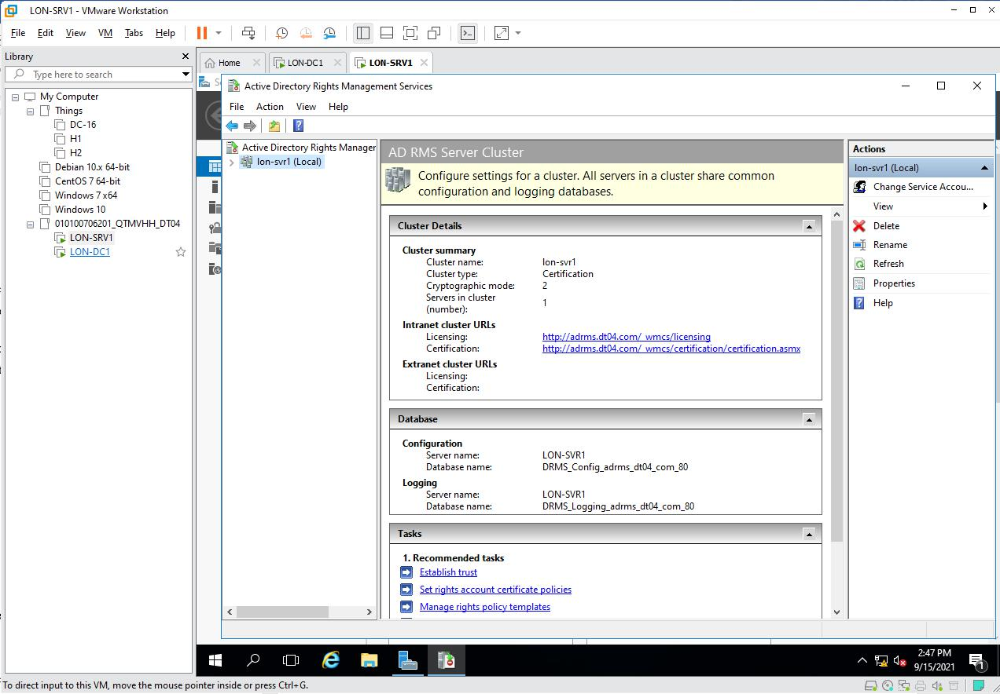 LON-SRV1 - VMware Workstation
File Edit View VM Tabs Help
Library
Type here to search
My Computer
Things
DC-16
H1
H2
Debian 10.x 64-bit
CentOS 7 64-bit
Windows 7 x64
Windows 10
010100706201_QTMVHH_DT04
LON-SRV1
LON-DC1
Home
LON-DC1
LON-SRV1
Active Directory Rights Management Services
File Action View Help
Active Directory Rights Manager
lon-svr1 (Local)
AD RMS Server Cluster
Configure settings for a cluster. All servers in a cluster share common
configuration and logging databases.
Cluster Details
Cluster summary
Cluster name: lon-svr1
Cluster type: Certification
Cryptographic mode: 2
Servers in cluster
(number): 1
Intranet cluster URLs
Licensing: http://adrms.dt04.com/_wmcs/licensing
Certification: http://adrms.dt04.com/_wmcs/certification/certification.asmx
Extranet cluster URLs
Licensing:
Certification:
Database
Configuration
Server name: LON-SVR1
Database name: DRMS_Config_adrms_dt04_com_80
Logging
Server name: LON-SVR1
Database name: DRMS_Logging_adrms_dt04_com_80
Tasks
1. Recommended tasks
Establish trust
Set rights account certificate policies
Manage rights policy templates
Actions
lon-svr1 (Local)
Change Service Accou...
View
Delete
Rename
Refresh
Properties
Help
2:47 PM
9/15/2021
1
To direct input to this VM, move the mouse pointer inside or press Ctrl+G.